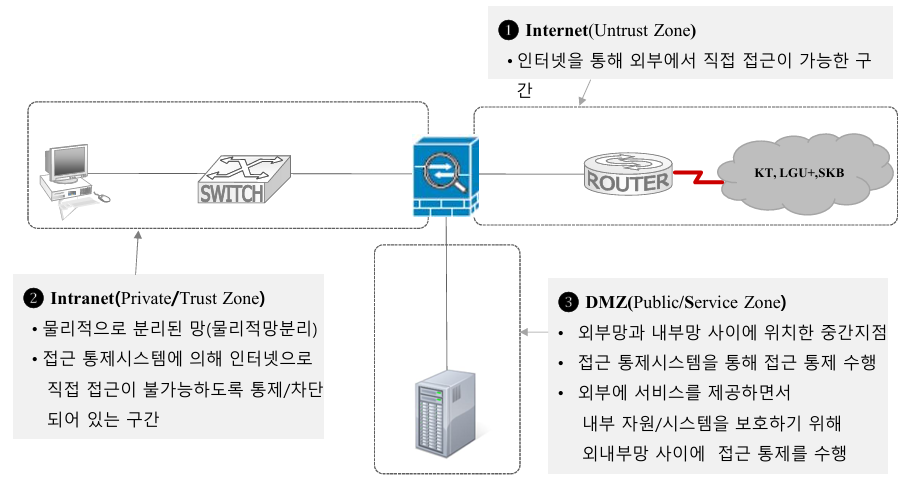 ❶ Internet(Untrust Zone)
• 인터넷을 통해 외부에서 직접 접근이 가능한 구
간
SWITCH
ROUTER
KT, LGU+,SKB
❷ Intranet(Private/Trust Zone)
• 물리적으로 분리된 망(물리적망분리)
• 접근 통제시스템에 의해 인터넷으로
직접 접근이 불가능하도록 통제/차단
되어 있는 구간
❸ DMZ(Public/Service Zone)
• 외부망과 내부망 사이에 위치한 중간지점
• 접근 통제시스템을 통해 접근 통제 수행
• 외부에 서비스를 제공하면서
내부 자원/시스템을 보호하기 위해
외내부망 사이에 접근 통제를 수행